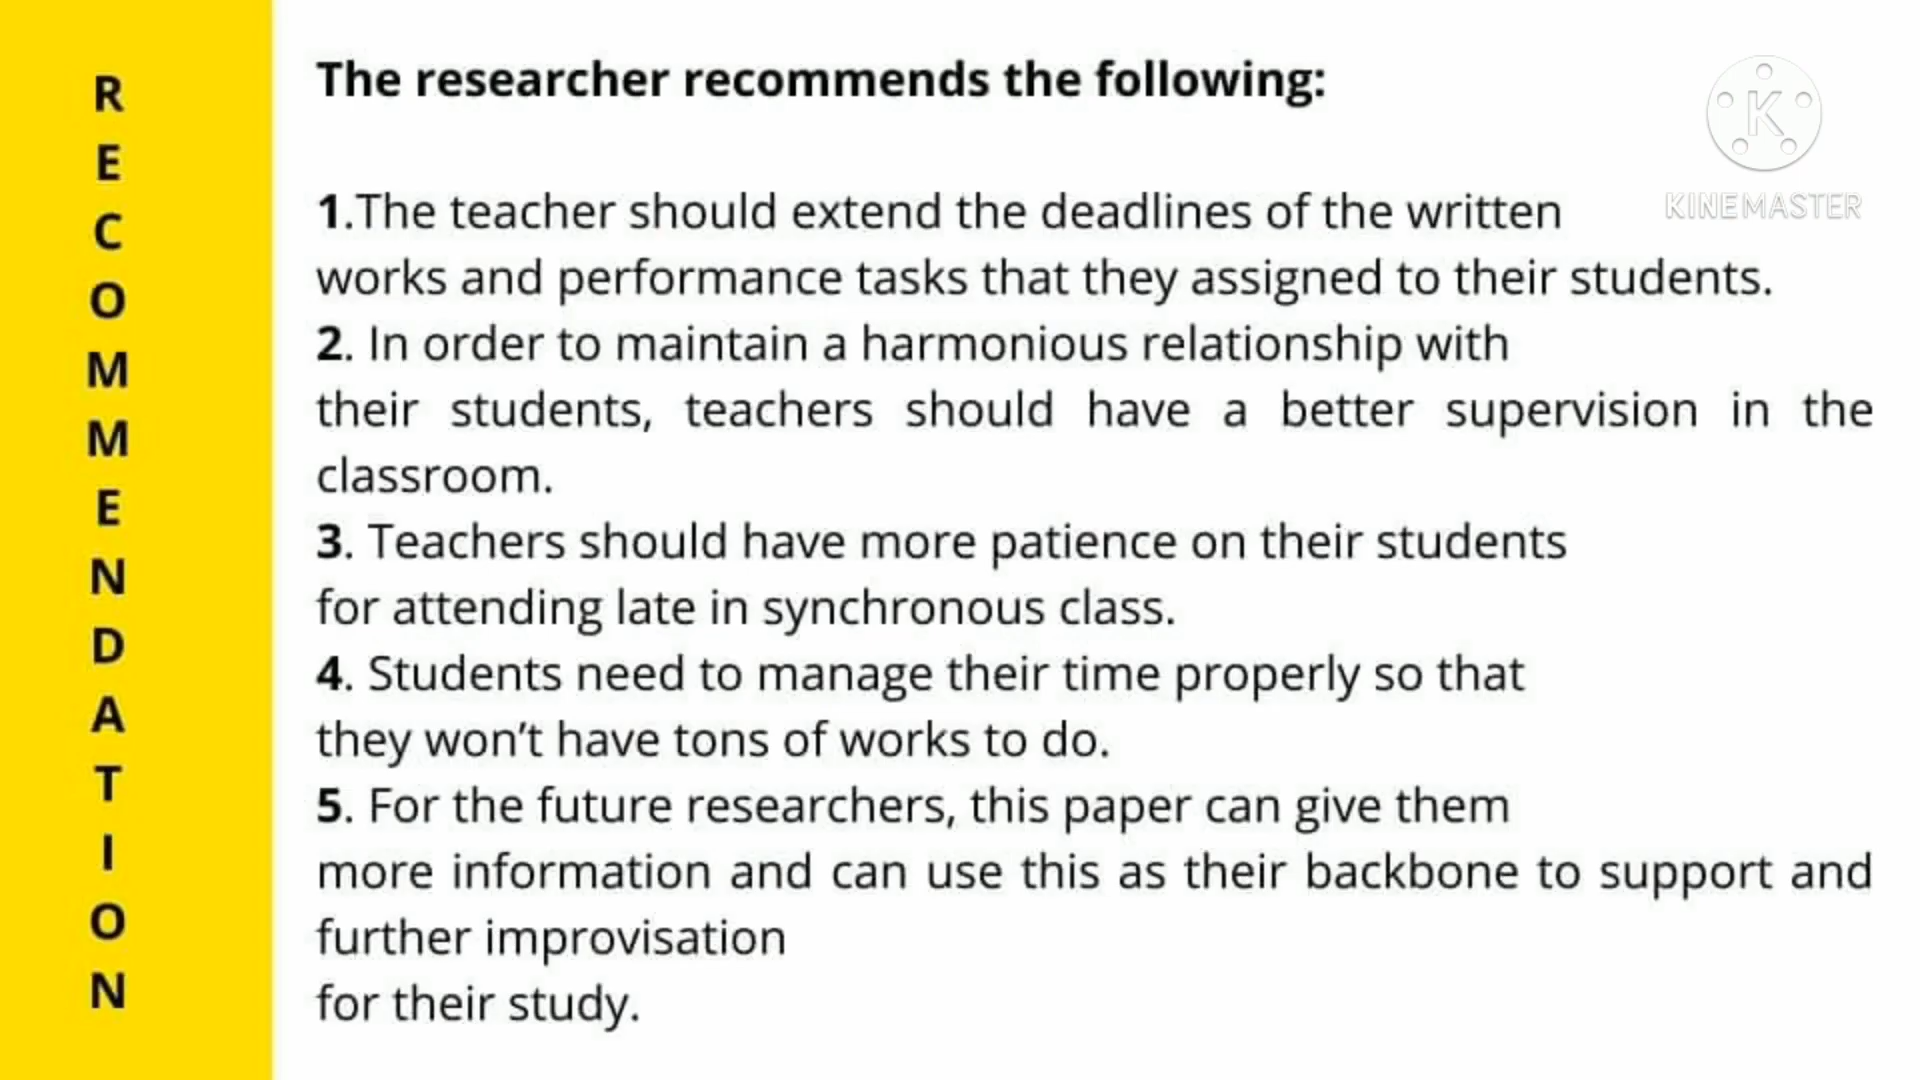 RECOMMENDATION
The researcher recommends the following:
1.The teacher should extend the deadlines of the written
works and performance tasks that they assigned to their students.
2. In order to maintain a harmonious relationship with
their students, teachers should have a better supervision in the
classroom.
3. Teachers should have more patience on their students
for attending late in synchronous class.
4. Students need to manage their time properly so that
they won’t have tons of works to do.
5. For the future researchers, this paper can give them
more information and can use this as their backbone to support and
further improvisation
for their study.
K
KINEMASTER